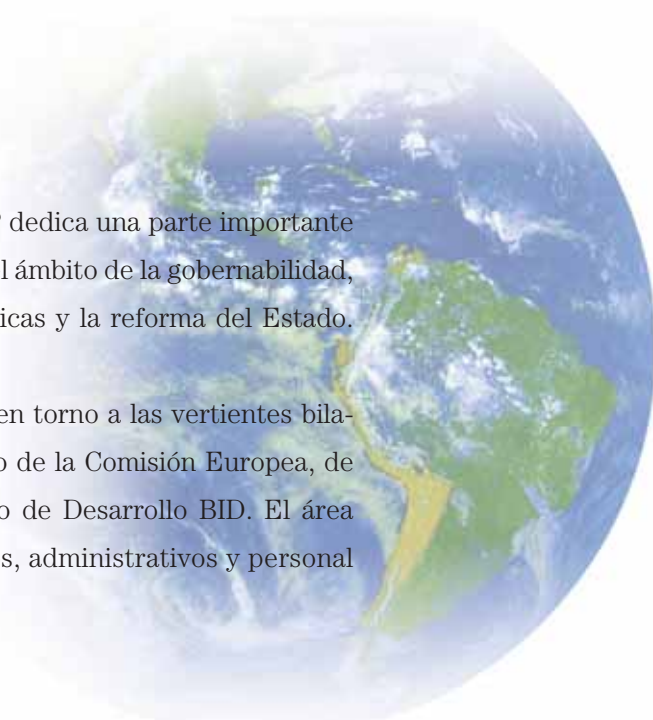 dedica una parte importante
l ámbito de la gobernabilidad,
icas y la reforma del Estado.
en torno a las vertientes bila-
o de la Comisión Europea, de
o de Desarrollo BID. El área
s, administrativos y personal